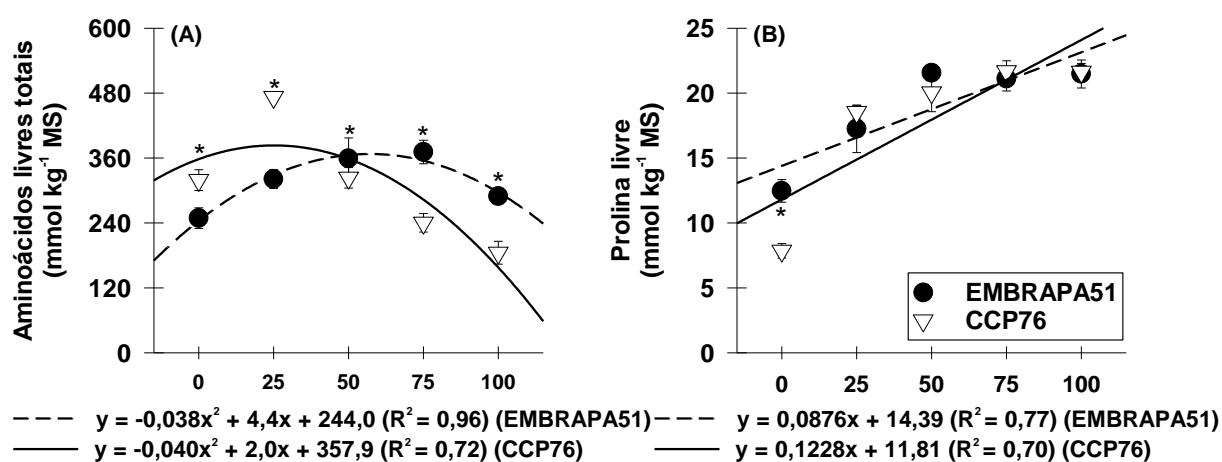 (A)
Aminoácidos livres totais
(mmol kg⁻¹ MS)
600
480
360
240
120
0
* * * * *
0 25 50 75 100
(B)
Prolina livre
(mmol kg⁻¹ MS)
25
20
15
10
5
0
*
EMBRAPA51
CCP76
0 25 50 75 100
y = -0,038x² + 4,4x + 244,0 (R² = 0,96) (EMBRAPA51)
y = -0,040x² + 2,0x + 357,9 (R² = 0,72) (CCP76)
y = 0,0876x + 14,39 (R² = 0,77) (EMBRAPA51)
y = 0,1228x + 11,81 (R² = 0,70) (CCP76)